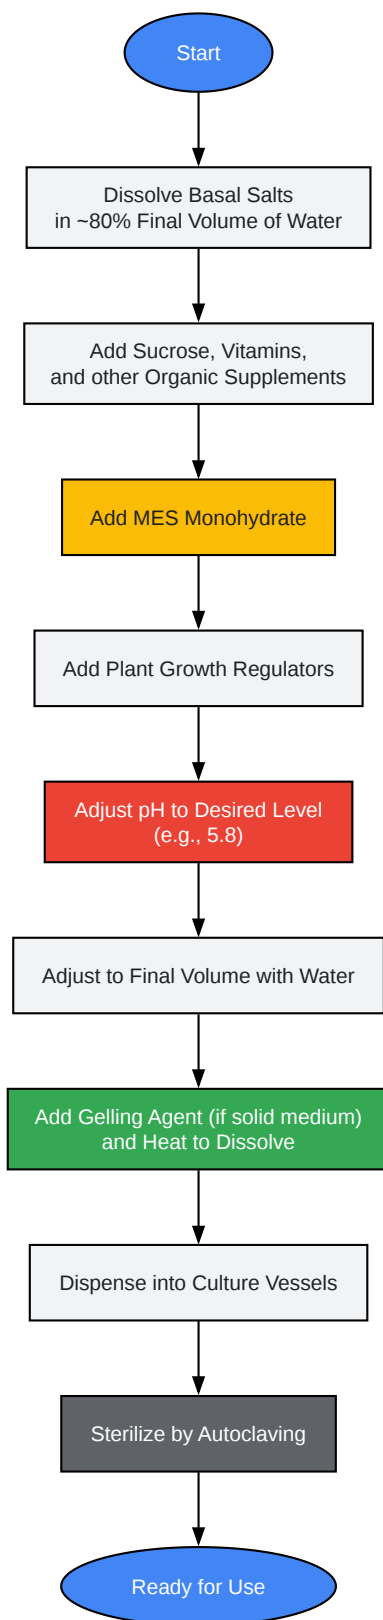 Start
Dissolve Basal Salts
in ~80% Final Volume of Water
Add Sucrose, Vitamins,
and other Organic Supplements
Add MES Monohydrate
Add Plant Growth Regulators
Adjust pH to Desired Level
(e.g., 5.8)
Adjust to Final Volume with Water
Add Gelling Agent (if solid medium)
and Heat to Dissolve
Dispense into Culture Vessels
Sterilize by Autoclaving
Ready for Use